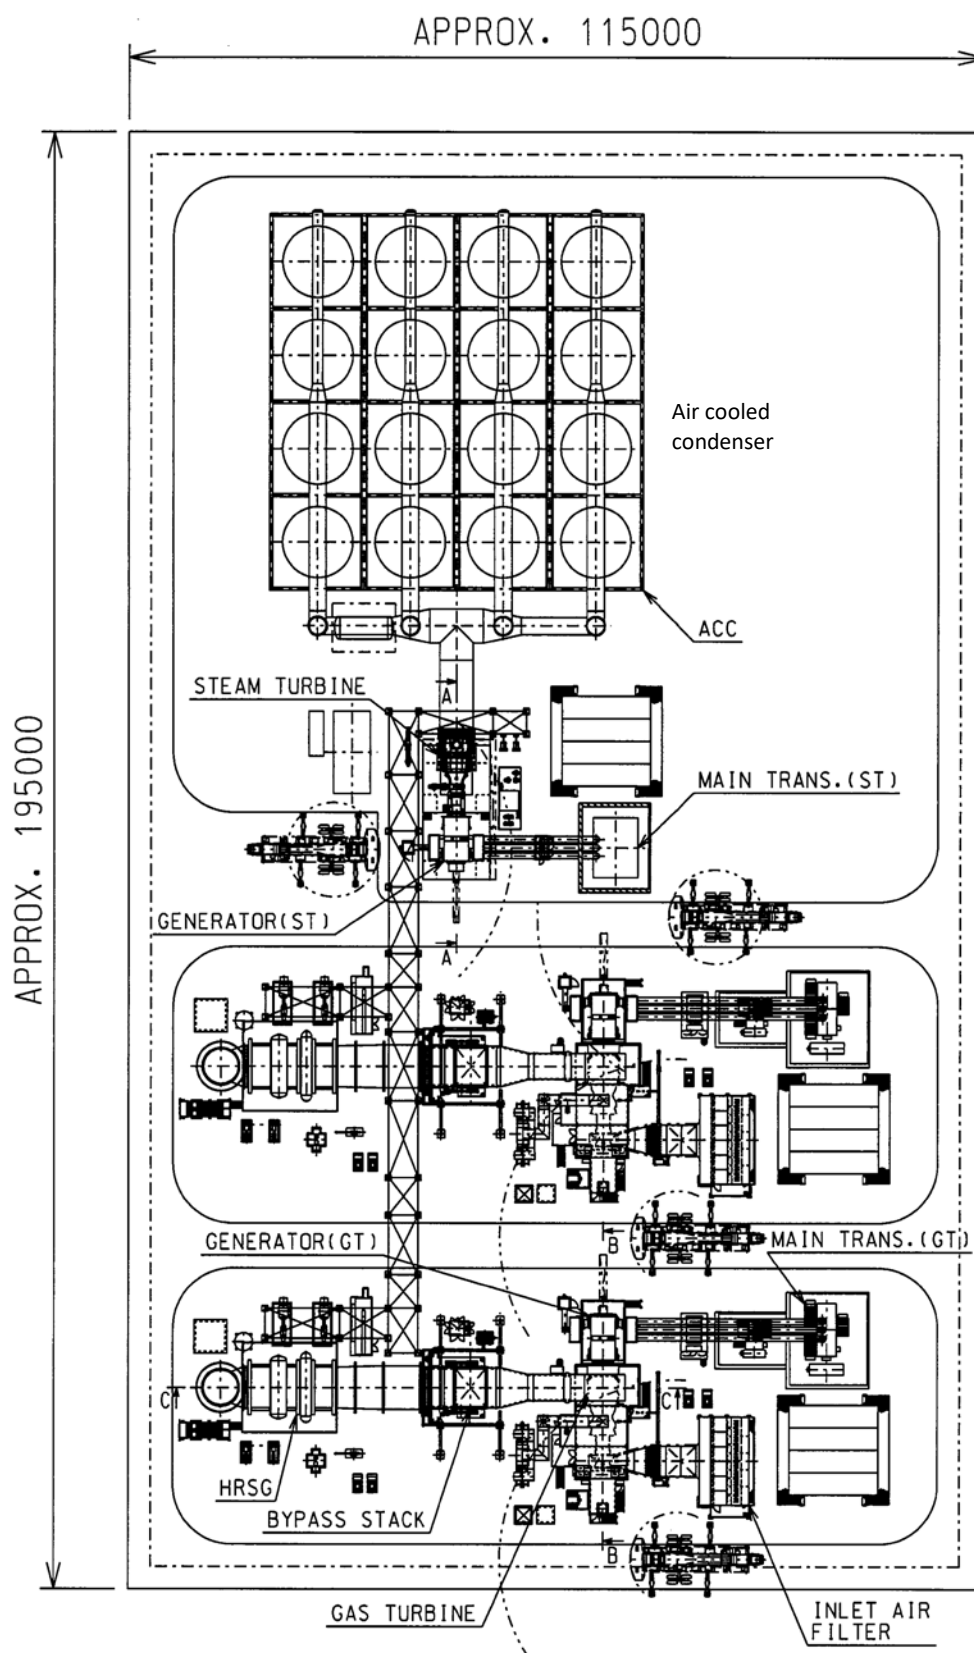 APPROX. 115000
APPROX. 195000
Air cooled
condenser
ACC
STEAM TURBINE
A
MAIN TRANS.(ST)
GENERATOR(ST)
A
GENERATOR(GT)
B
MAIN TRANS.(GT)
C
C
HRSG
BYPASS STACK
B
GAS TURBINE
INLET AIR
FILTER